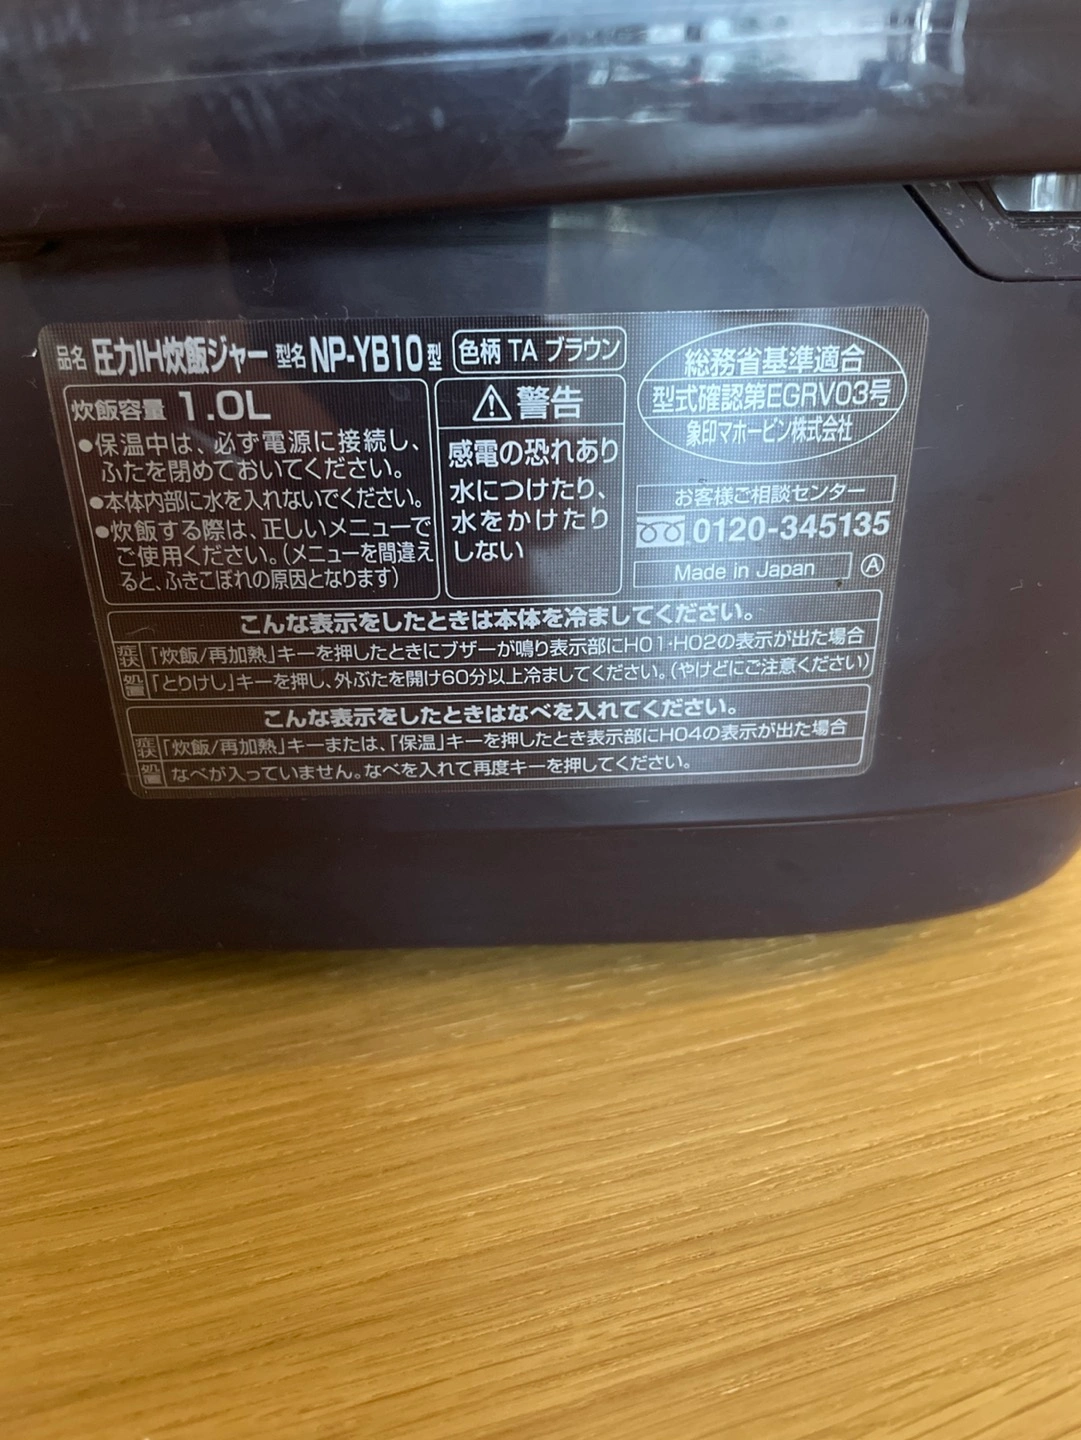 品名 圧力IH炊飯ジャー 型名 NP-YB10型 色柄 TA ブラウン
炊飯容量 1.0L
●保温中は、必ず電源に接続し、
ふたを閉めておいてください。
●本体内部に水を入れないでください。
●炊飯する際は、正しいメニューで
ご使用ください。（メニューを間違え
ると、ふきこぼれの原因となります）
⚠警告
感電の恐れあり
水につけたり、
水をかけたり
しない
総務省基準適合
型式確認第EGRV03号
象印マホービン株式会社
お客様ご相談センター
0120-345135
Made in Japan Ⓐ
こんな表示をしたときは本体を冷ましてください。
症状 「炊飯/再加熱」キーを押したときにブザーが鳴り表示部にH01・H02の表示が出た場合
処置 「とりけし」キーを押し、外ぶたを開け60分以上冷ましてください。（やけどにご注意ください）
こんな表示をしたときはなべを入れてください。
症状 「炊飯/再加熱」キーまたは、「保温」キーを押したとき表示部にH04の表示が出た場合
処置 なべが入っていません。なべを入れて再度キーを押してください。